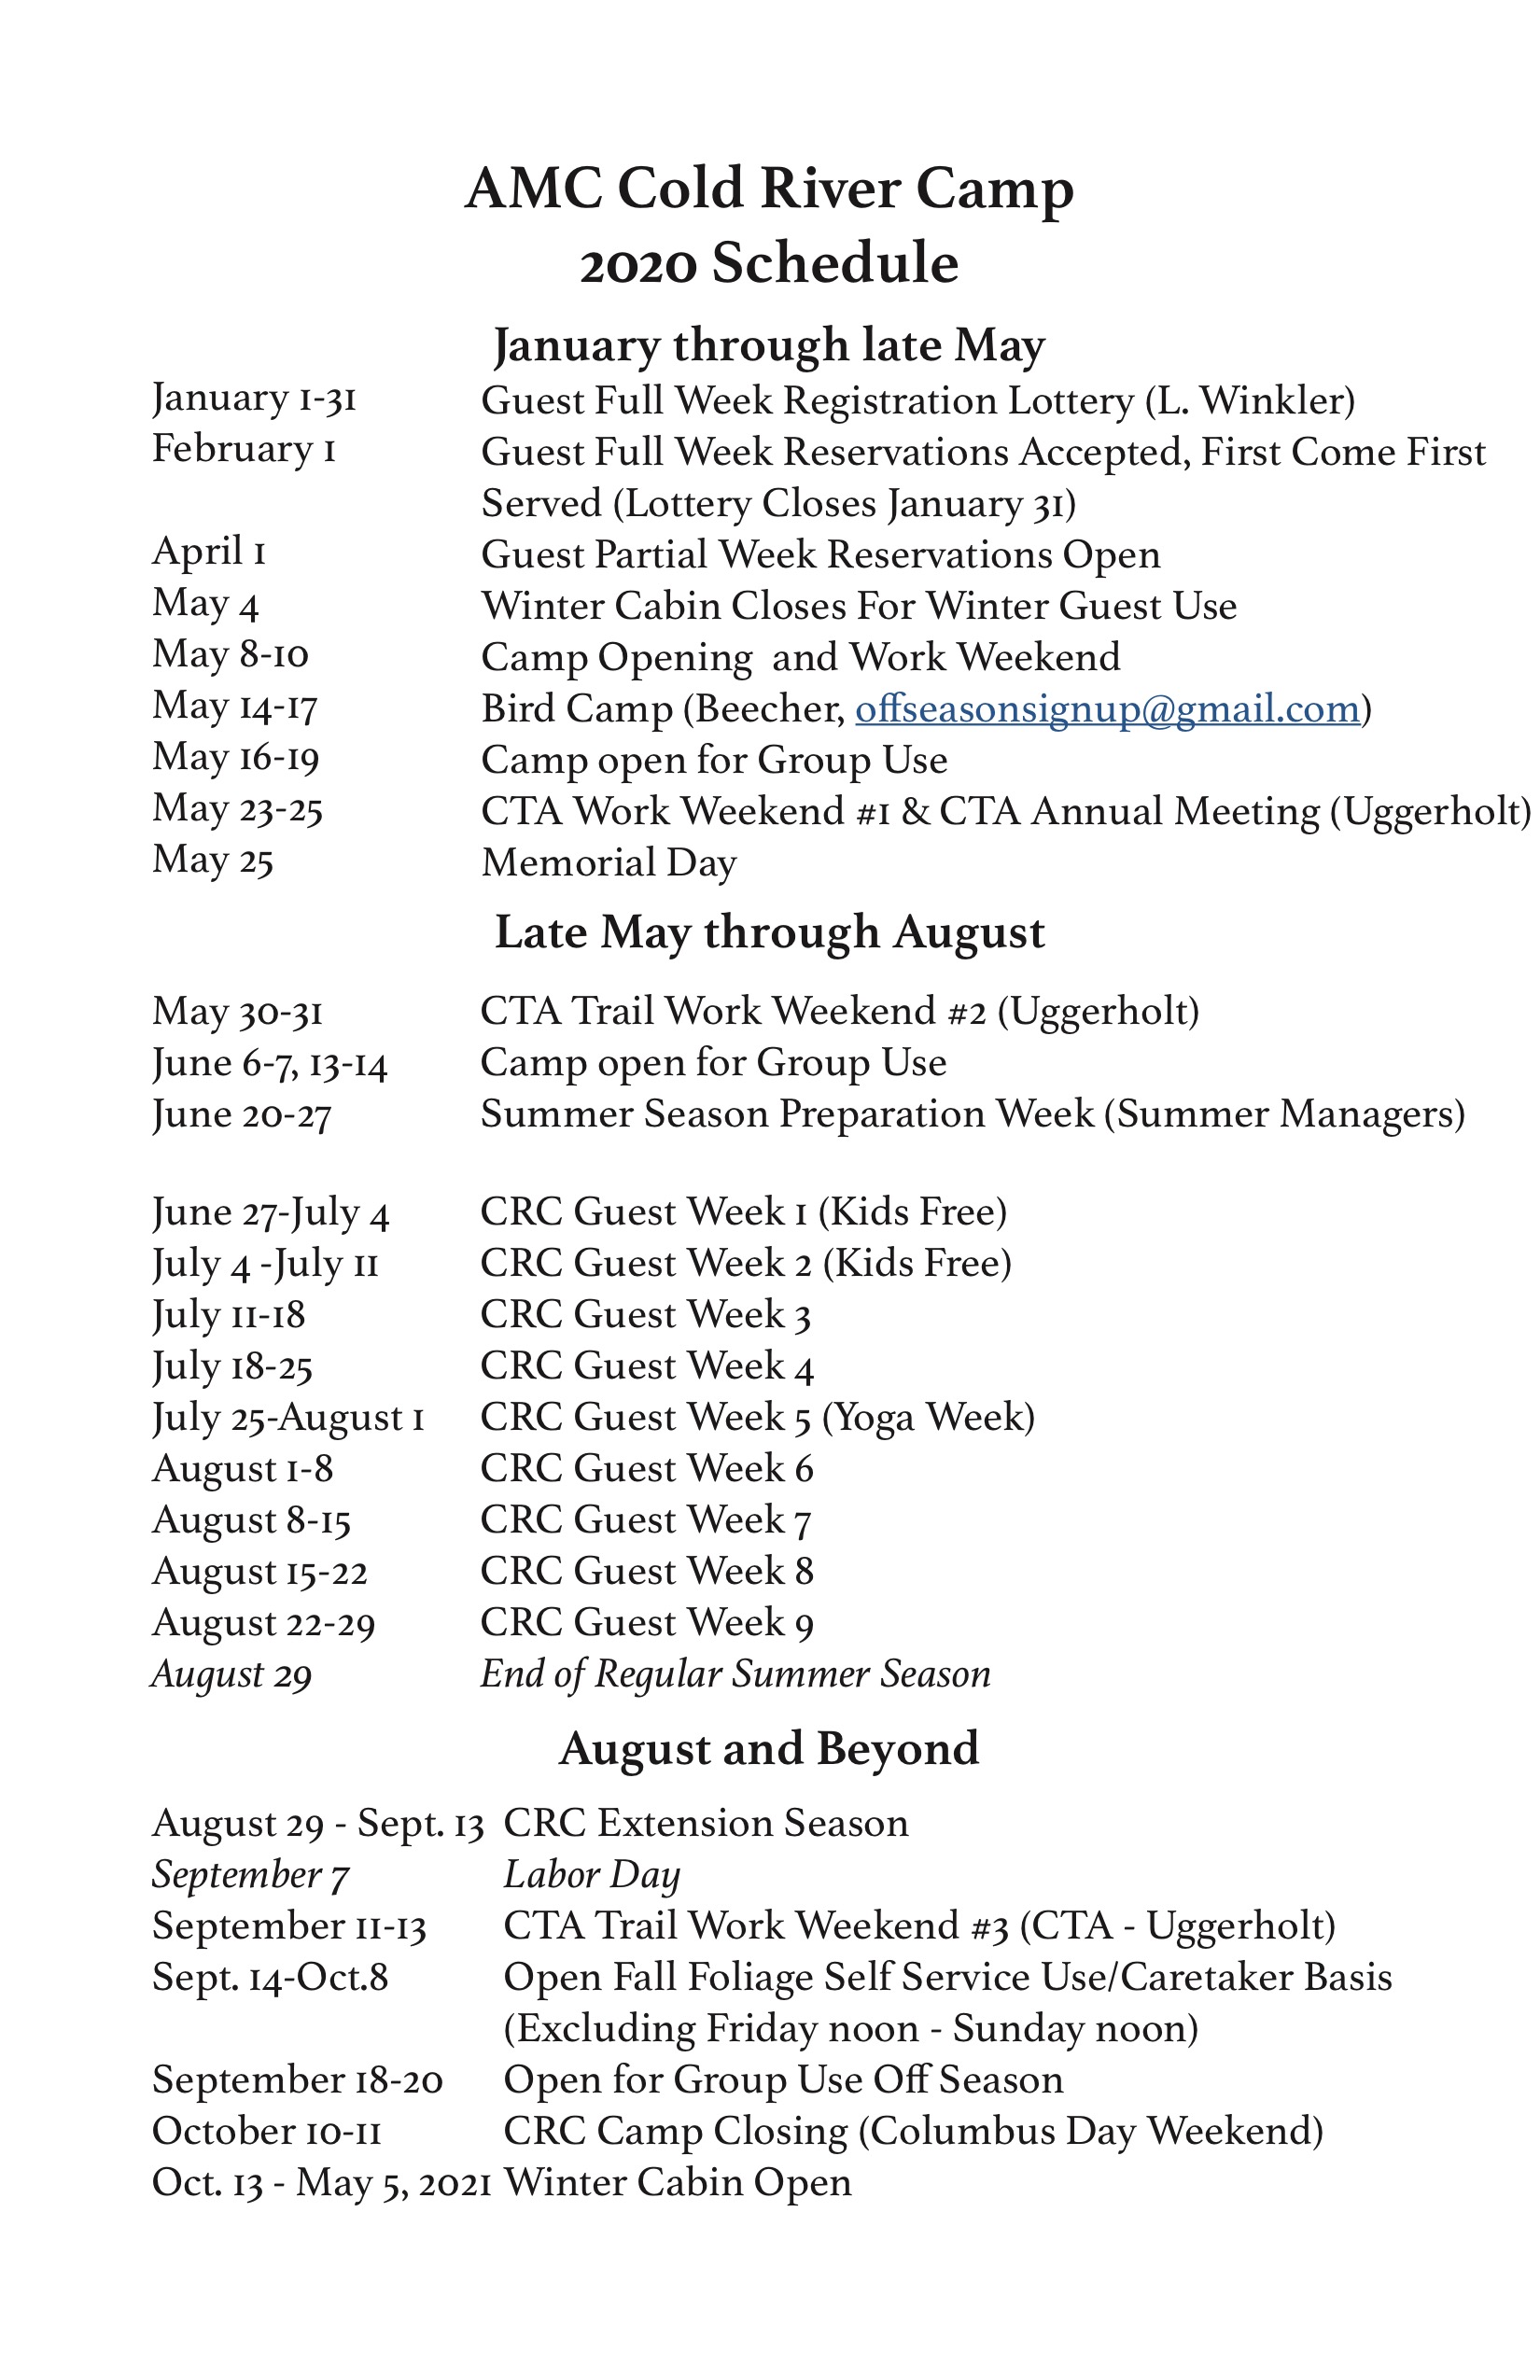 AMC Cold River Camp
2020 Schedule
January through late May
January 1-31 Guest Full Week Registration Lottery (L. Winkler)
February 1 Guest Full Week Reservations Accepted, First Come First
Served (Lottery Closes January 31)
April 1 Guest Partial Week Reservations Open
May 4 Winter Cabin Closes For Winter Guest Use
May 8-10 Camp Opening  and Work Weekend
May 14-17 Bird Camp (Beecher, offseasonsignup@gmail.com)
May 16-19 Camp open for Group Use
May 23-25 CTA Work Weekend #1 & CTA Annual Meeting (Uggerholt)
May 25 Memorial Day
Late May through August
May 30-31 CTA Trail Work Weekend #2 (Uggerholt)
June 6-7, 13-14 Camp open for Group Use
June 20-27 Summer Season Preparation Week (Summer Managers)
June 27-July 4 CRC Guest Week 1 (Kids Free)
July 4 -July 11 CRC Guest Week 2 (Kids Free)
July 11-18 CRC Guest Week 3
July 18-25 CRC Guest Week 4
July 25-August 1 CRC Guest Week 5 (Yoga Week)
August 1-8 CRC Guest Week 6
August 8-15 CRC Guest Week 7
August 15-22 CRC Guest Week 8
August 22-29 CRC Guest Week 9
August 29 End of Regular Summer Season
August and Beyond
August 29 - Sept. 13 CRC Extension Season
September 7 Labor Day
September 11-13 CTA Trail Work Weekend #3 (CTA - Uggerholt)
Sept. 14-Oct.8 Open Fall Foliage Self Service Use/Caretaker Basis
(Excluding Friday noon - Sunday noon)
September 18-20 Open for Group Use Off Season
October 10-11 CRC Camp Closing (Columbus Day Weekend)
Oct. 13 - May 5, 2021 Winter Cabin Open